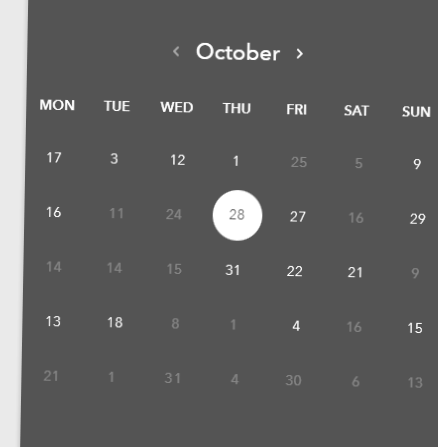 ‹ October ›
MON TUE WED THU FRI SAT SUN
17 3 12 1 25 5 9
16 11 24 28 27 16 29
14 14 15 31 22 21 9
13 18 8 1 4 16 15
21 1 31 4 30 6 13